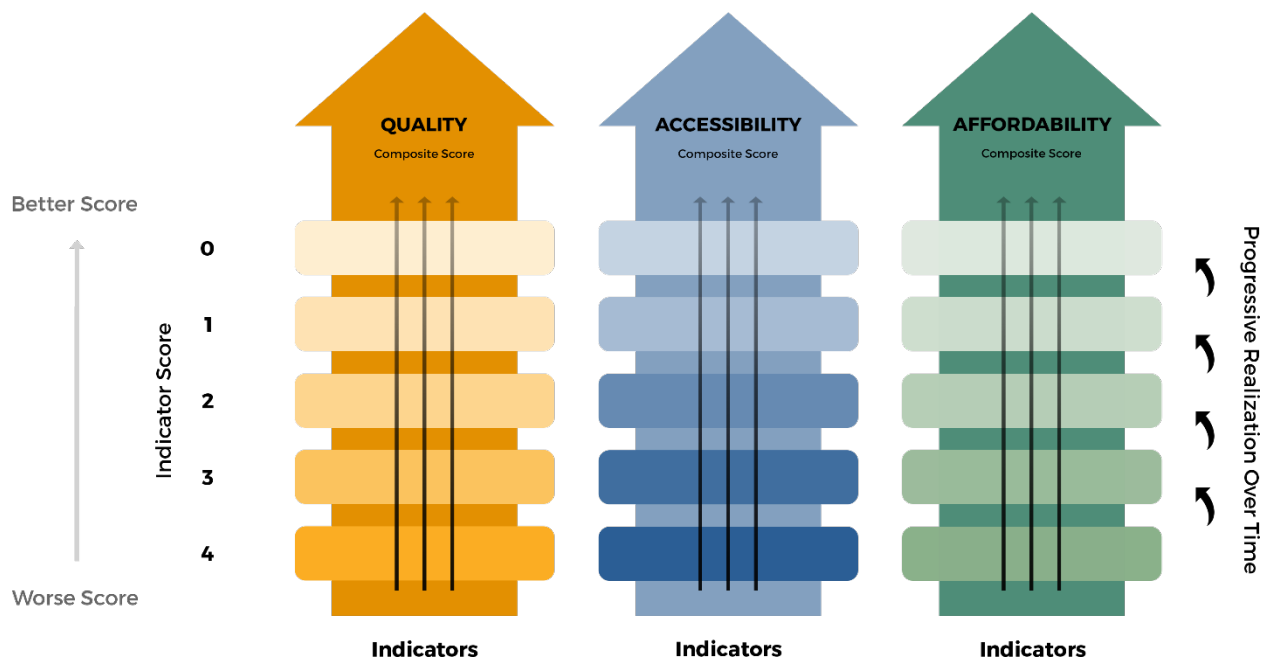 QUALITY
Composite Score
ACCESSIBILITY
Composite Score
AFFORDABILITY
Composite Score
Better Score
Worse Score
Indicator Score
0
1
2
3
4
Progressive Realization Over Time
Indicators
Indicators
Indicators